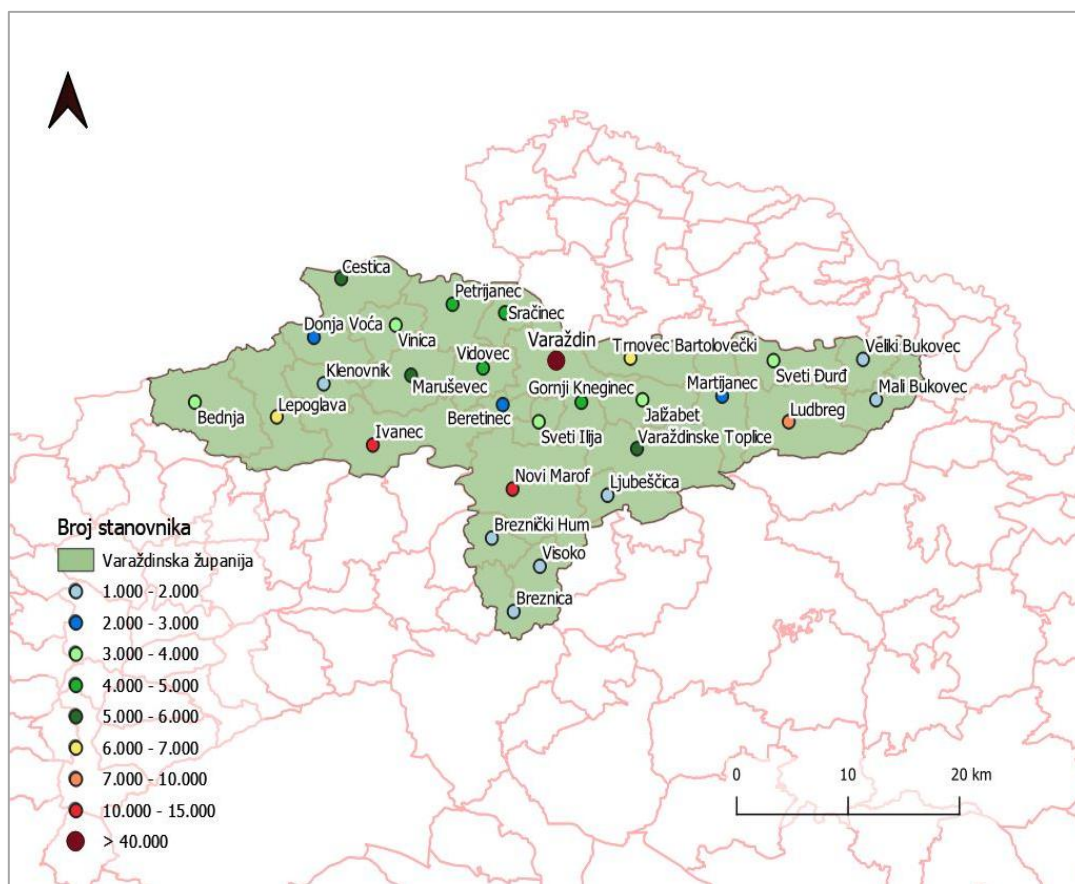 Cestica
Petrijanec
Sračinec
Donja Voća
Vinica
Varaždin
Trnovec Bartolovečki
Veliki Bukovec
Vidovec
Klenovnik
Maruševec
Gornji Kneginec
Martijanec
Sveti Đurđ
Mali Bukovec
Bednja
Lepoglava
Beretinec
Jalžabet
Ludbreg
Ivanec
Sveti Ilija
Varaždinske Toplice
Novi Marof
Ljubeščica
Breznički Hum
Visoko
Breznica
Broj stanovnika
Varaždinska županija
1.000 - 2.000
2.000 - 3.000
3.000 - 4.000
4.000 - 5.000
5.000 - 6.000
6.000 - 7.000
7.000 - 10.000
10.000 - 15.000
> 40.000
0 10 20 km